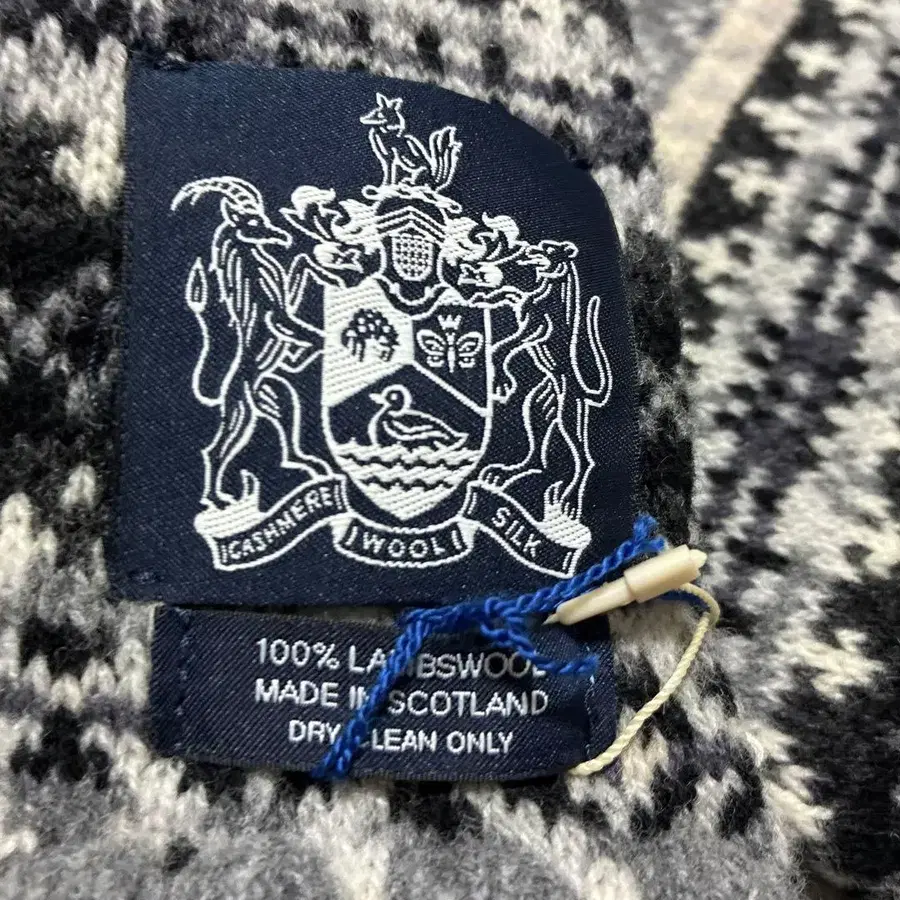 CASHMERE WOOL SILK
100% LAMBSWOOL
MADE IN SCOTLAND
DRY CLEAN ONLY